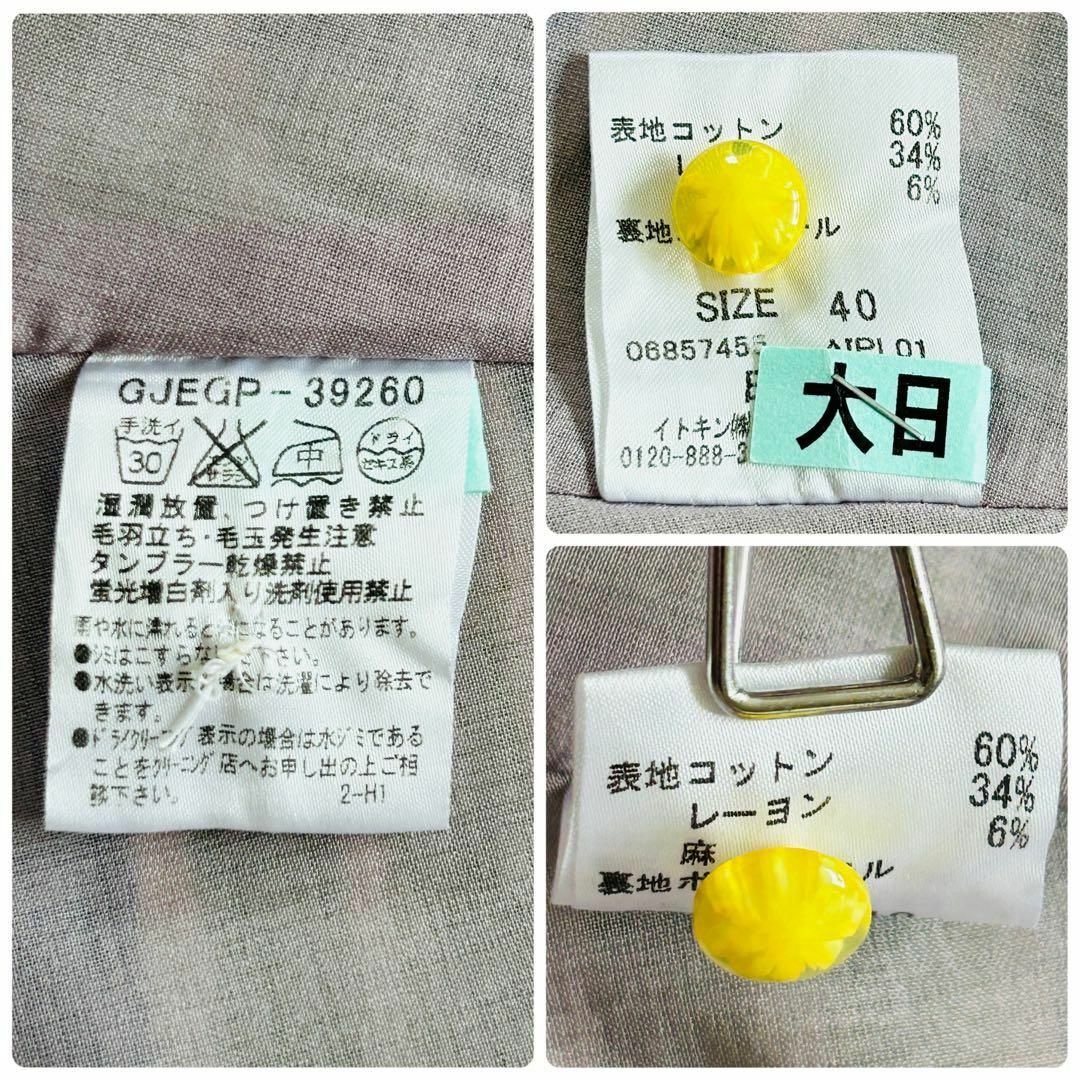 GJEGP-39260
手洗イ
30
中
ドライ
セキユ系
湿潤放置、つけ置き禁止
毛羽立ち・毛玉発生注意
タンブラー乾燥禁止
蛍光増白剤入り洗剤使用禁止
雨や水に濡れると になることがあります。
●シミはこすらな 下さい。
●水洗い表示 場合は洗濯により除去で
きます。
●ドライクリーニング表示の場合は水ジミである
ことをクリーニング店へお申し出の上ご相
談下さい。 2-H1
表地コットン 60%
34%
6%
裏地 ル
SIZE 40
0685745
大日
イトキン㈱
0120-888-
表地コットン 60%
レーヨン 34%
麻 6%
裏地ポ ル